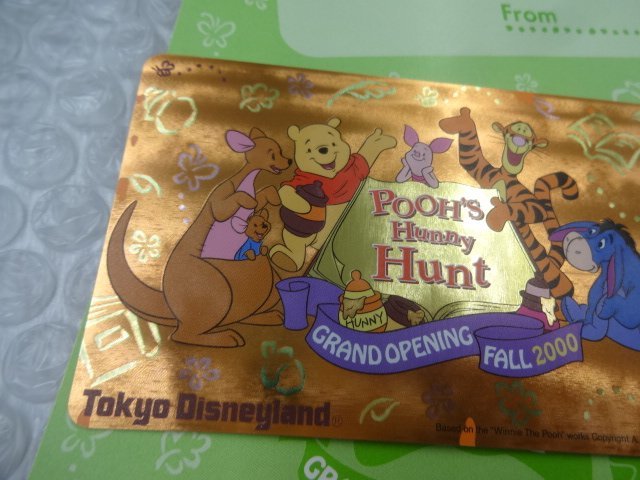 From
POOH'S
Hunny
Hunt
HUNNY
GRAND OPENING
FALL 2000
Tokyo Disneyland
Based on the "Winnie The Pooh" works Copyright A.
GRA